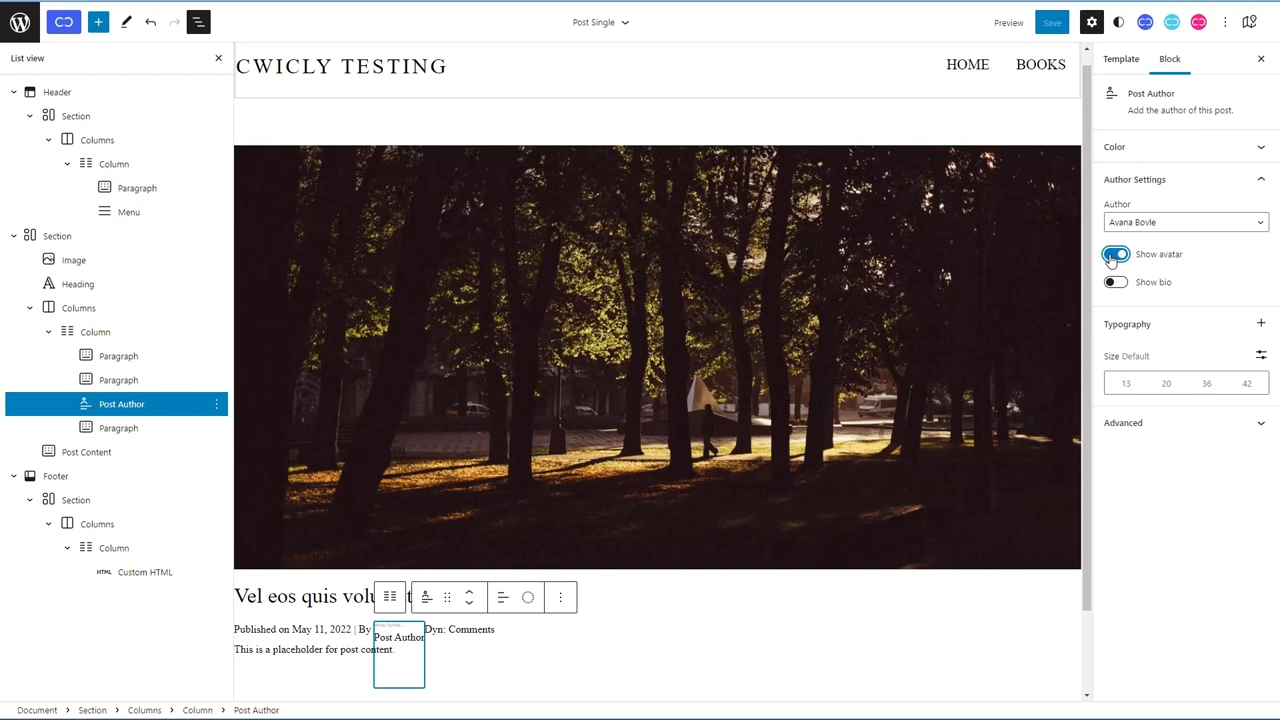 Post Single
Preview
Save
List view
Header
Section
Columns
Column
Paragraph
Menu
Section
Image
Heading
Columns
Column
Paragraph
Paragraph
Post Author
Paragraph
Post Content
Footer
Section
Columns
Column
HTML Custom HTML
CWICLY TESTING
HOME BOOKS
Vel eos quis volu
Published on May 11, 2022 | By
Post Author
Dyn: Comments
This is a placeholder for post content.
Template Block
Post Author
Add the author of this post.
Color
Author Settings
Author
Ayana Boyle
Show avatar
Show bio
Typography
Size Default
13 20 36 42
Advanced
Document Section Columns Column Post Author